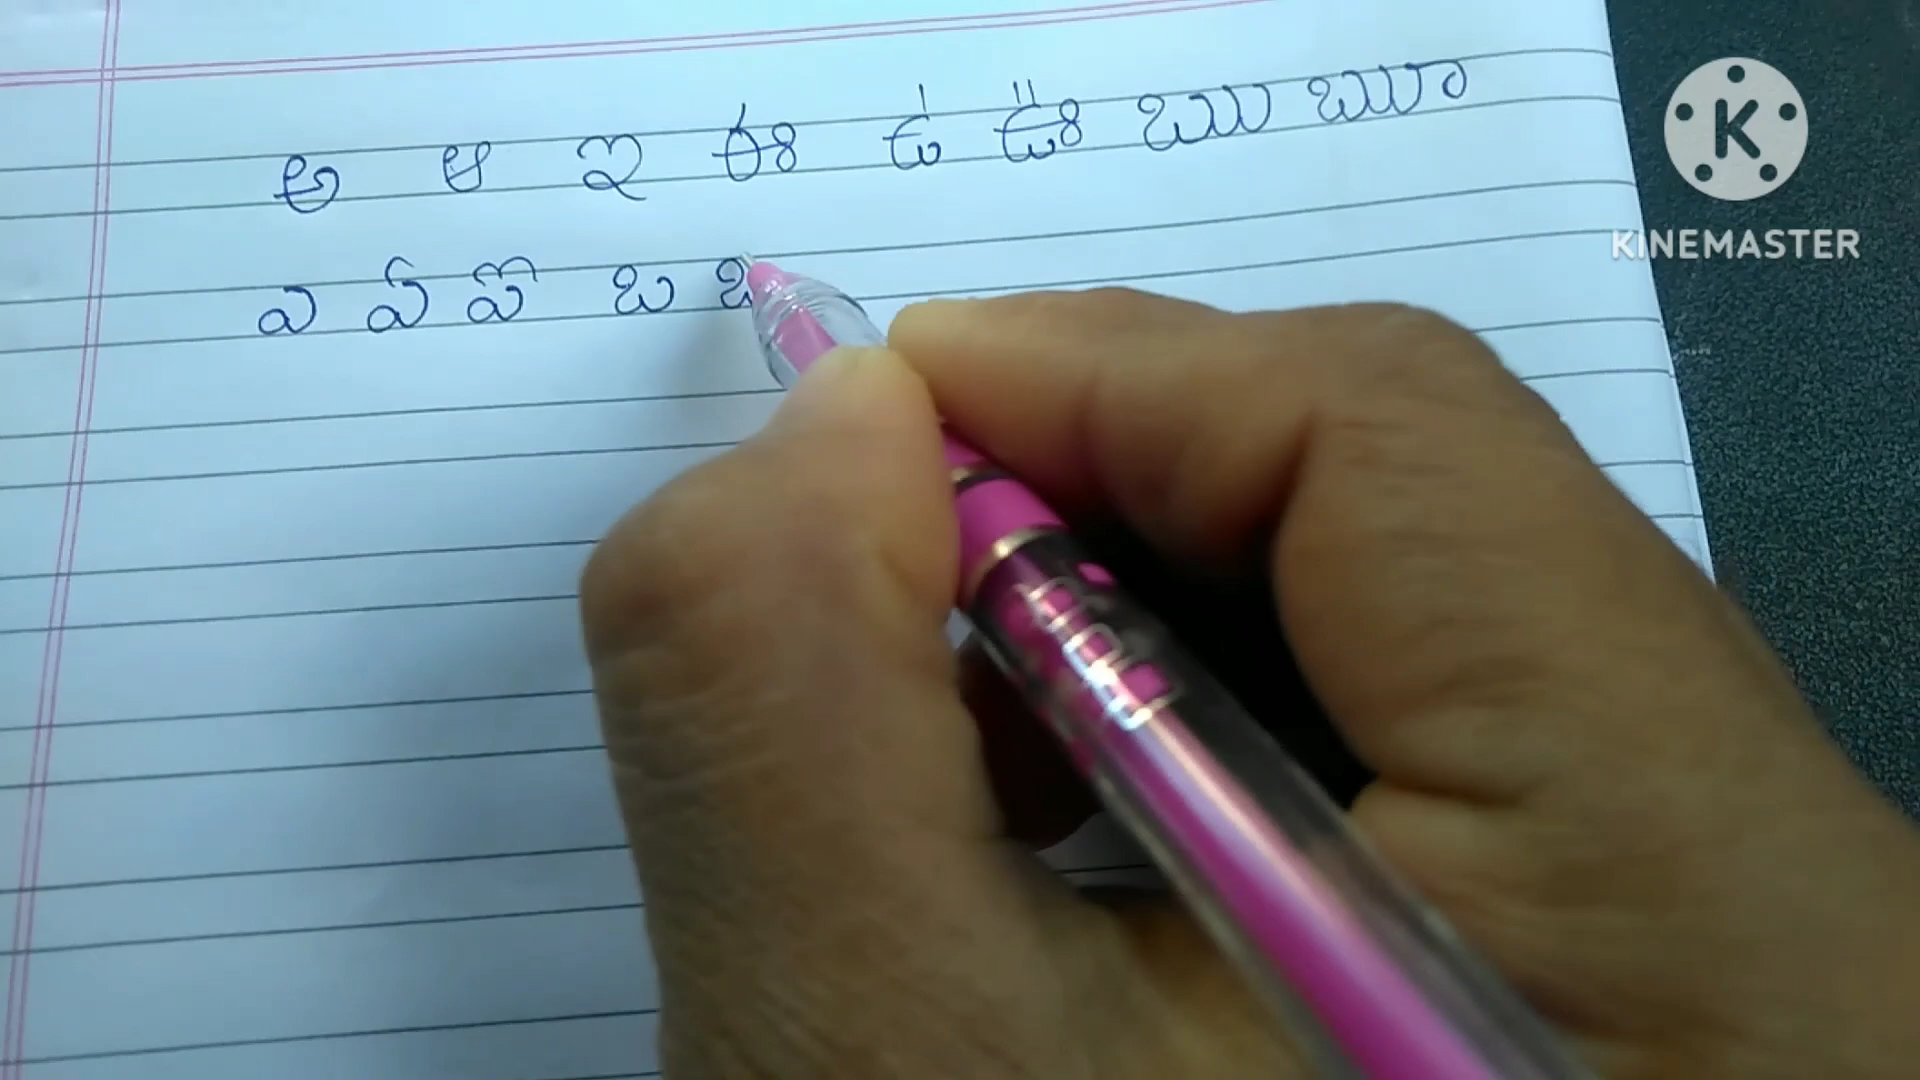 అ ఆ ఇ ఈ ఉ ఊ ఋ ౠ
ఎ ఏ ఐ ఒ
K
KINEMASTER